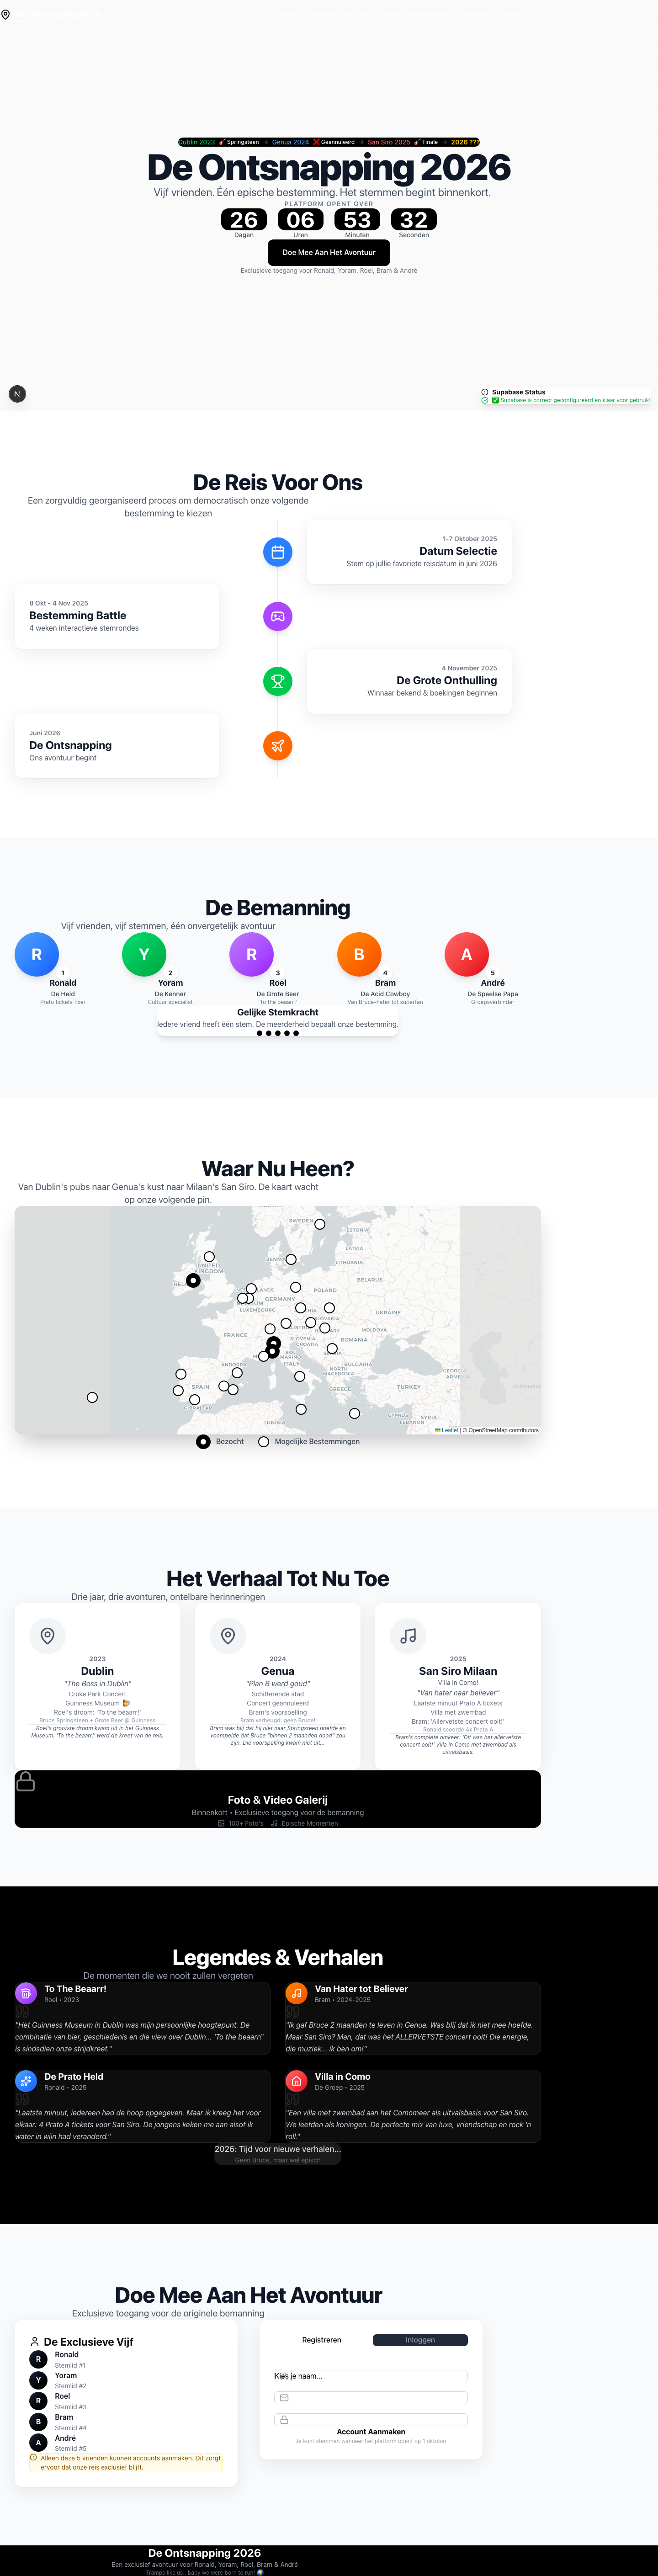 Dublin 2023 Springsteen → Genua 2024 ❌ Geannuleerd → San Siro 2025 Finale → 2026 ???
De Ontsnapping 2026
Vijf vrienden. Één epische bestemming. Het stemmen begint binnenkort.
PLATFORM OPENT OVER
26 06 53 32
Dagen Uren Minuten Seconden
Doe Mee Aan Het Avontuur
Exclusieve toegang voor Ronald, Yoram, Roel, Bram & André
N
Supabase Status
✅ Supabase is correct geconfigureerd en klaar voor gebruik!
De Reis Voor Ons
Een zorgvuldig georganiseerd proces om democratisch onze volgende
bestemming te kiezen
1-7 Oktober 2025
Datum Selectie
Stem op jullie favoriete reisdatum in juni 2026
8 Okt - 4 Nov 2025
Bestemming Battle
4 weken interactieve stemrondes
4 November 2025
De Grote Onthulling
Winnaar bekend & boekingen beginnen
Juni 2026
De Ontsnapping
Ons avontuur begint
De Bemanning
Vijf vrienden, vijf stemmen, één onvergetelijk avontuur
R Y R B A
1 2 3 4 5
Ronald Yoram Roel Bram André
De Held De Kenner De Grote Beer De Acid Cowboy De Speelse Papa
Prato tickets fixer Cultuur specialist 'To the beaarr!' Van Bruce-hater tot superfan Groepsverbinder
Gelijke Stemkracht
Iedere vriend heeft één stem. De meerderheid bepaalt onze bestemming.
Waar Nu Heen?
Van Dublin's pubs naar Genua's kust naar Milaan's San Siro. De kaart wacht
op onze volgende pin.
SWEDEN
ESTONIA
LATVIA
LITHUANIA
UNITED
KINGDOM
BELARUS
POLAND
GERMANY
LUXEMBOURG
UKRAINE
FRANCE
MOLDOVA
SLOVENIA
CROATIA
ROMANIA
ANDORRA
ITALY
BULGARIA
NORTH
MACEDONIA
SPAIN
GREECE
TURKEY
GIBRALTAR
TUNISIA
CYPRUS
SYRIA
LEBANON
Leaflet | © OpenStreetMap contributors
Bezocht Mogelijke Bestemmingen
Het Verhaal Tot Nu Toe
Drie jaar, drie avonturen, ontelbare herinneringen
2023
Dublin
"The Boss in Dublin"
Croke Park Concert
Guinness Museum 🍺
Roel's droom: 'To the beaarr!'
Bruce Springsteen + Grote Beer @ Guinness
Roel's grootste droom kwam uit in het Guinness
Museum. 'To the beaarr!' werd de kreet van de reis.
2024
Genua
"Plan B werd goud"
Schitterende stad
Concert geannuleerd
Bram's voorspelling
Bram verheugd: geen Bruce!
Bram was blij dat hij niet naar Springsteen hoefde en
voorspelde dat Bruce "binnen 2 maanden dood" zou
zijn. Die voorspelling kwam niet uit...
2025
San Siro Milaan
Villa in Como!
"Van hater naar believer"
Laatste minuut Prato A tickets
Villa met zwembad
Bram: 'Allervetste concert ooit!'
Ronald scoorde 4x Prato A
Bram's complete omkeer: 'Dit was het allervetste
concert ooit!' Villa in Como met zwembad als
uitvalsbasis.
Foto & Video Galerij
Binnenkort • Exclusieve toegang voor de bemanning
100+ Foto's Epische Momenten
Legendes & Verhalen
De momenten die we nooit zullen vergeten
To The Beaarr!
Roel • 2023
"Het Guinness Museum in Dublin was mijn persoonlijke hoogtepunt. De
combinatie van bier, geschiedenis en die view over Dublin... 'To the beaarr!'
is sindsdien onze strijdkreet."
Van Hater tot Believer
Bram • 2024-2025
"Ik gaf Bruce 2 maanden te leven in Genua. Was blij dat ik niet mee hoefde.
Maar San Siro? Man, dat was het ALLERVETSTE concert ooit! Die energie,
die muziek... ik ben om!"
De Prato Held
Ronald • 2025
"Laatste minuut, iedereen had de hoop opgegeven. Maar ik kreeg het voor
elkaar: 4 Prato A tickets voor San Siro. De jongens keken me aan alsof ik
water in wijn had veranderd."
Villa in Como
De Groep • 2025
"Een villa met zwembad aan het Comomeer als uitvalsbasis voor San Siro.
We leefden als koningen. De perfecte mix van luxe, vriendschap en rock 'n
roll."
2026: Tijd voor nieuwe verhalen...
Geen Bruce, maar wel episch
Doe Mee Aan Het Avontuur
Exclusieve toegang voor de originele bemanning
De Exclusieve Vijf
R Ronald
Stemlid #1
Y Yoram
Stemlid #2
R Roel
Stemlid #3
B Bram
Stemlid #4
A André
Stemlid #5
Alleen deze 5 vrienden kunnen accounts aanmaken. Dit zorgt
ervoor dat onze reis exclusief blijft.
Registreren Inloggen
Kies je naam...
Account Aanmaken
Je kunt stemmen wanneer het platform opent op 1 oktober
De Ontsnapping 2026
Een exclusief avontuur voor Ronald, Yoram, Roel, Bram & André
Tramps like us.. baby we were born to run! 🌍